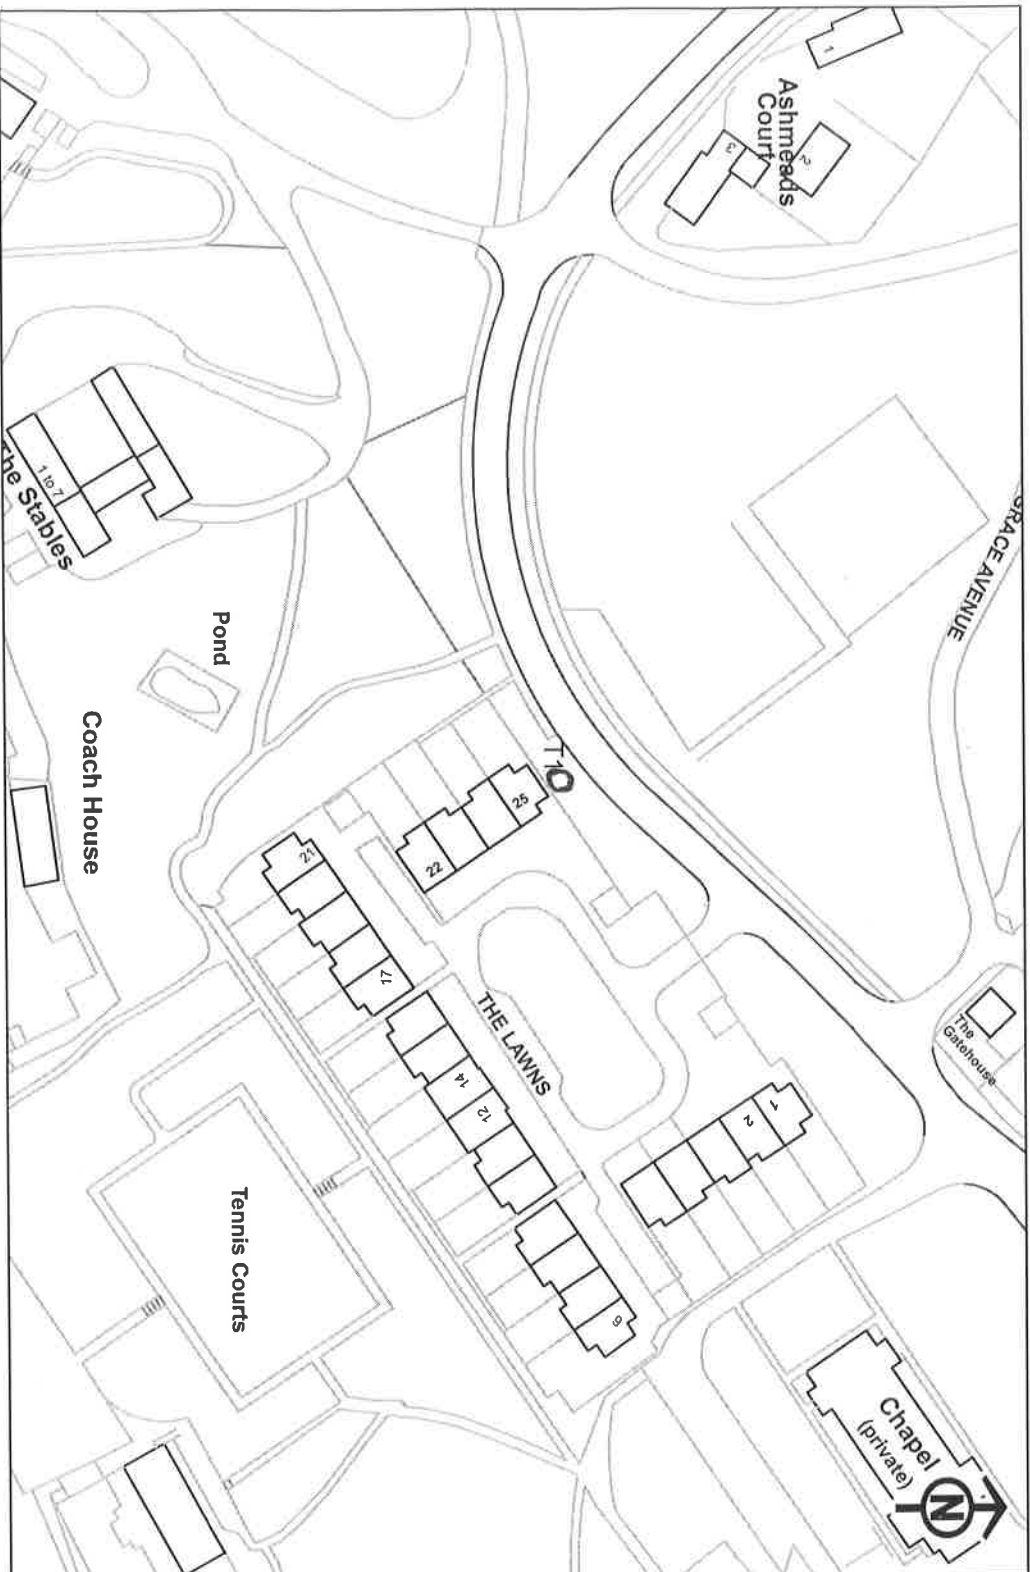 1
Ashmeads
Court
2
3
GRACE AVENUE
1 to 7
The Stables
Pond
Coach House
T1
25
22
21
17
THE LAWNS
14
12
The
Gatehouse
1
2
6
Tennis Courts
Chapel
(private)
N